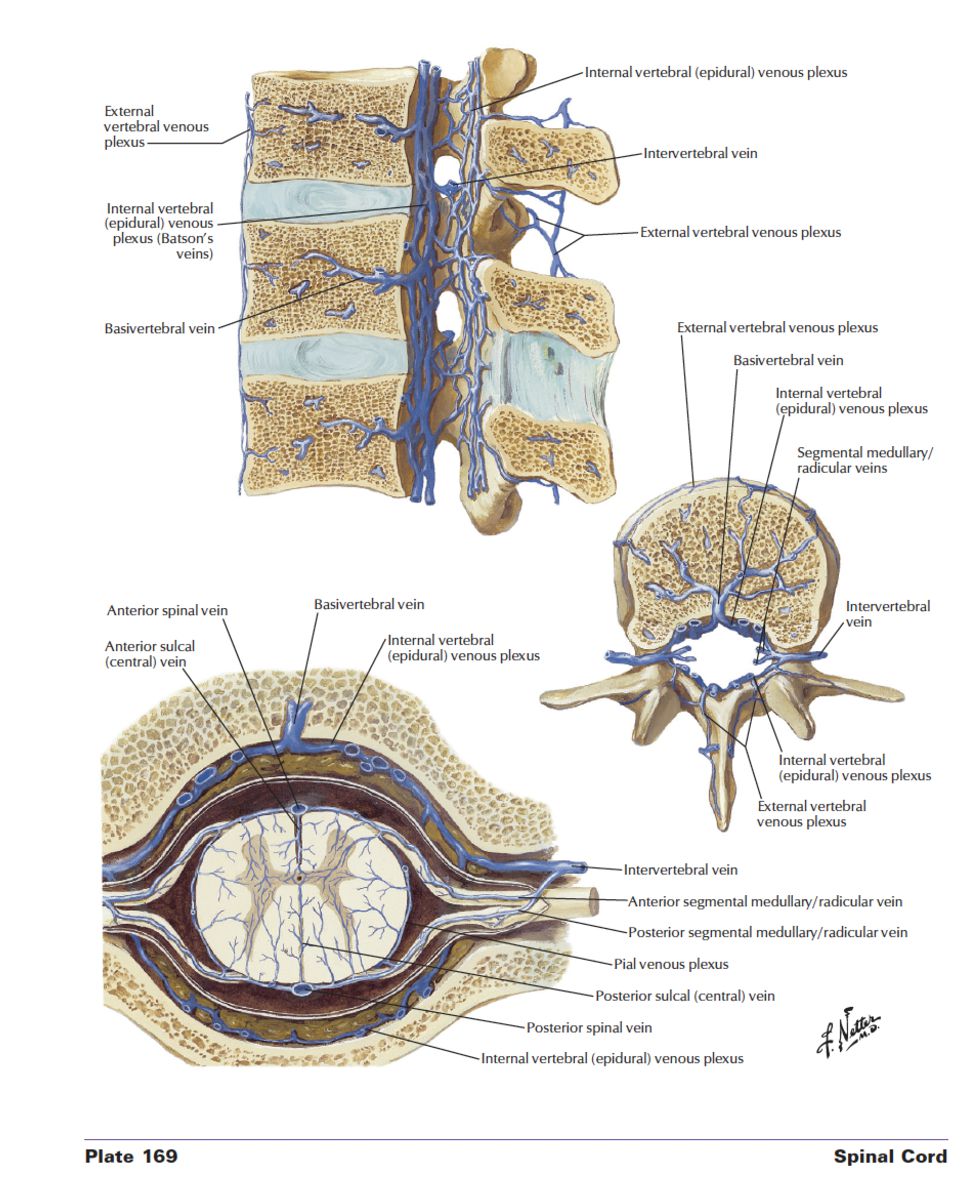 Internal vertebral (epidural) venous plexus
External
vertebral venous
plexus
Intervertebral vein
Internal vertebral
(epidural) venous
plexus (Batson's
veins)
External vertebral venous plexus
Basivertebral vein
External vertebral venous plexus
Basivertebral vein
Internal vertebral
(epidural) venous plexus
Segmental medullary/
radicular veins
Intervertebral
vein
Internal vertebral
(epidural) venous plexus
External vertebral
venous plexus
Anterior spinal vein
Basivertebral vein
Anterior sulcal
(central) vein
Internal vertebral
(epidural) venous plexus
Intervertebral vein
Anterior segmental medullary/radicular vein
Posterior segmental medullary/radicular vein
Pial venous plexus
Posterior sulcal (central) vein
Posterior spinal vein
Internal vertebral (epidural) venous plexus
F. Netter
M.D.
Plate 169
Spinal Cord